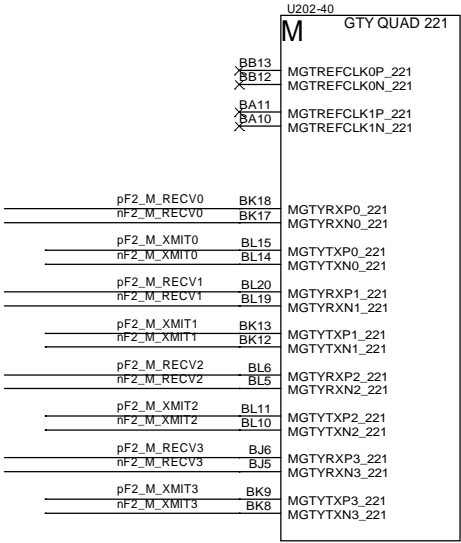 U202-40
M GTY QUAD 221
BB13 MGTREFCLK0P_221
BB12 MGTREFCLK0N_221
BA11 MGTREFCLK1P_221
BA10 MGTREFCLK1N_221
pF2_M_RECV0 BK18 MGTYRXP0_221
nF2_M_RECV0 BK17 MGTYRXN0_221
pF2_M_XMIT0 BL15 MGTYTXP0_221
nF2_M_XMIT0 BL14 MGTYTXN0_221
pF2_M_RECV1 BL20 MGTYRXP1_221
nF2_M_RECV1 BL19 MGTYRXN1_221
pF2_M_XMIT1 BK13 MGTYTXP1_221
nF2_M_XMIT1 BK12 MGTYTXN1_221
pF2_M_RECV2 BL6 MGTYRXP2_221
nF2_M_RECV2 BL5 MGTYRXN2_221
pF2_M_XMIT2 BL11 MGTYTXP2_221
nF2_M_XMIT2 BL10 MGTYTXN2_221
pF2_M_RECV3 BJ6 MGTYRXP3_221
nF2_M_RECV3 BJ5 MGTYRXN3_221
pF2_M_XMIT3 BK9 MGTYTXP3_221
nF2_M_XMIT3 BK8 MGTYTXN3_221